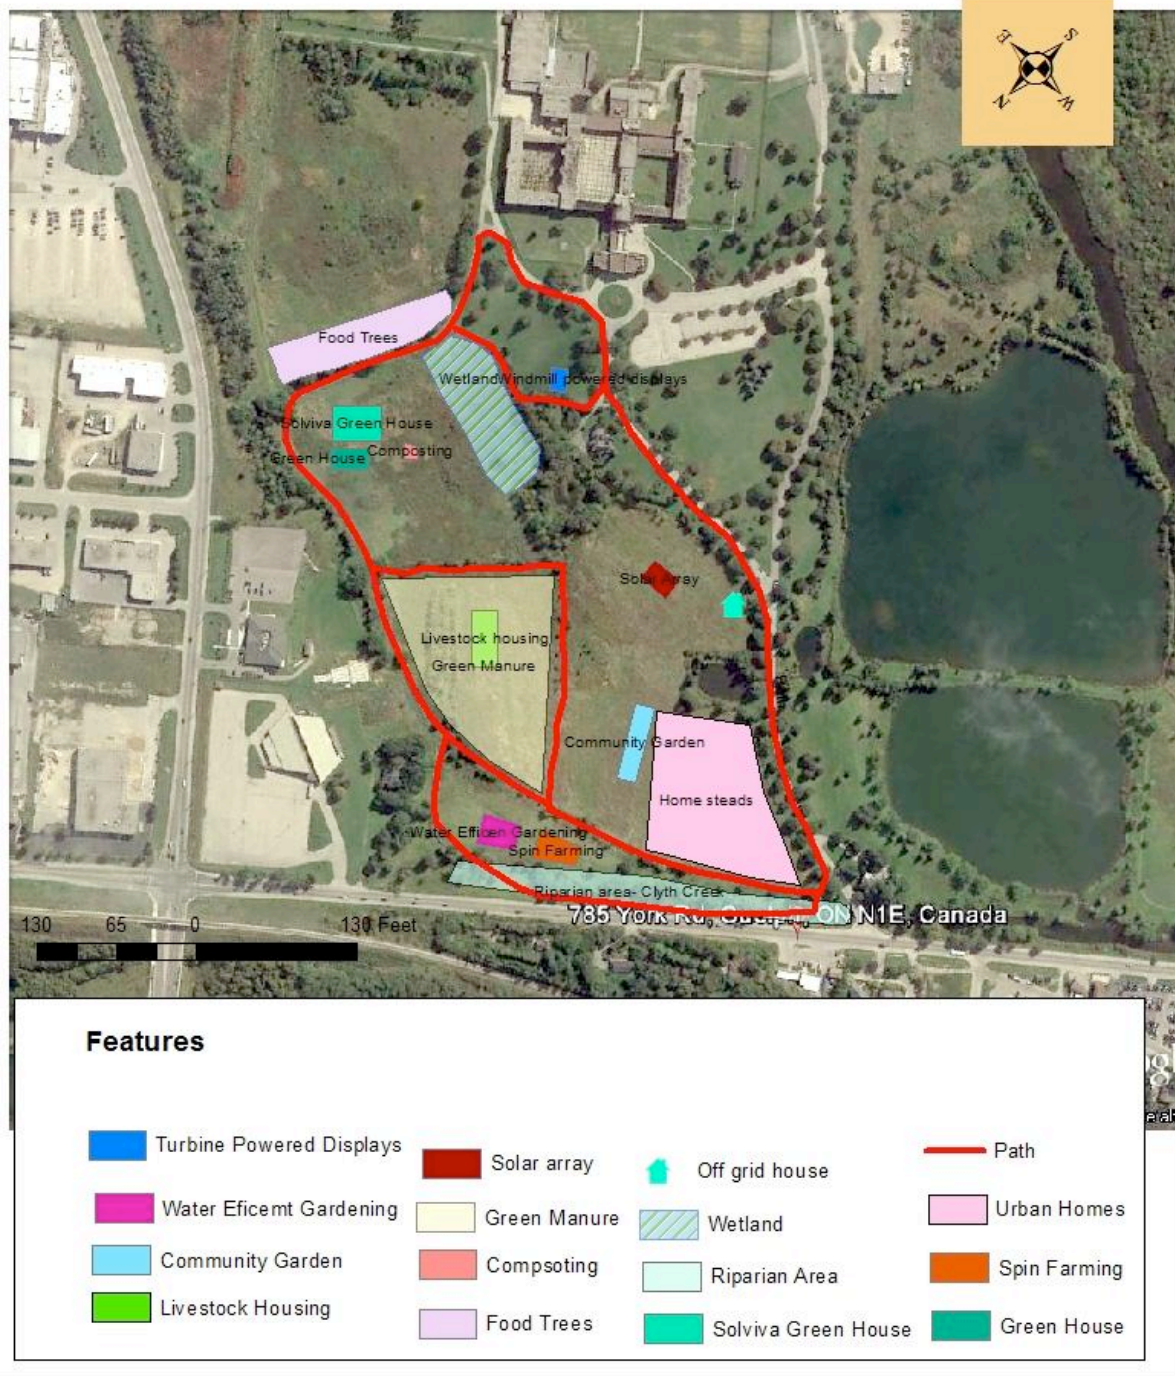 E S
N W
Food Trees
Wetland
Windmill powered displays
Solviva Green House
Green House
Composting
Solar Array
Livestock housing
Green Manure
Community Garden
Home steads
Water Efficen Gardening
Spin Farming
Riparian area- Clyth Creek
785 York Rd, ON N1E, Canada
130 65 0 130 Feet
Features
Turbine Powered Displays
Water Eficemt Gardening
Community Garden
Livestock Housing
Solar array
Green Manure
Compsoting
Food Trees
Off grid house
Wetland
Riparian Area
Solviva Green House
Path
Urban Homes
Spin Farming
Green House